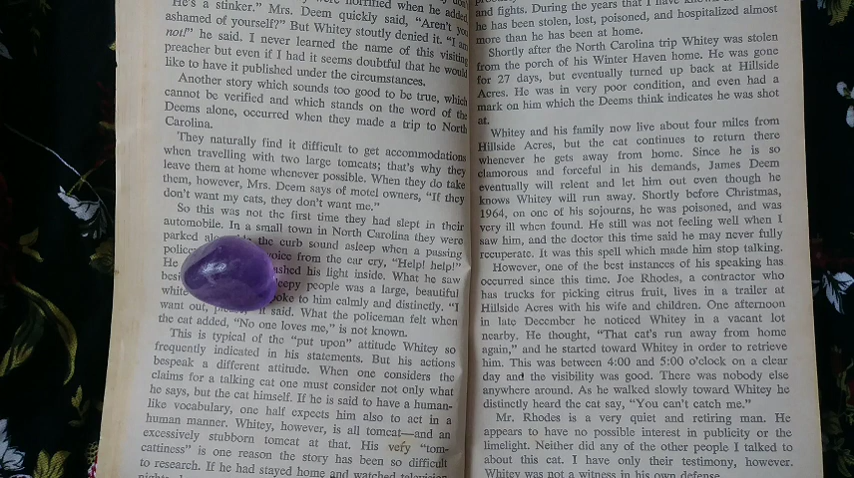 horrified when he added
"He's a stinker." Mrs. Deem quickly said, "Aren't you
ashamed of yourself?" But Whitey stoutly denied it. "I am
not!" he said. I never learned the name of this visiting
preacher but even if I had it seems doubtful that he would
like to have it published under the circumstances.
Another story which sounds too good to be true, which
cannot be verified and which stands on the word of the
Deems alone, occurred when they made a trip to North
Carolina.
They naturally find it difficult to get accommodations
when travelling with two large tomcats; that's why they
leave them at home whenever possible. When they do take
them, however, Mrs. Deem says of motel owners, "If they
don't want my cats, they don't want me."
So this was not the first time they had slept in their
automobile. In a small town in North Carolina they were
parked the curb sound asleep when a passing
voice from the car cry, "Help! help!"
He his light inside. What he saw
people was a large, beautiful
white to him calmly and distinctly. "I
want out, it said. What the policeman felt when
the cat added, "No one loves me," is not known.
This is typical of the "put upon" attitude Whitey so
frequently indicated in his statements. But his actions
bespeak a different attitude. When one considers the
claims for a talking cat one must consider not only what
he says, but the cat himself. If he is said to have a human-
like vocabulary, one half expects him also to act in a
human manner. Whitey, however, is all tomcat—and an
excessively stubborn tomcat at that. His very "tom-
cattiness" is one reason the story has been so difficult
to research. If he had stayed home and watched television
and fights. During the years that I have
he has been stolen, lost, poisoned, and hospitalized almost
more than he has been at home.
Shortly after the North Carolina trip Whitey was stolen
from the porch of his Winter Haven home. He was gone
for 27 days, but eventually turned up back at Hillside
Acres. He was in very poor condition, and even had a
mark on him which the Deems think indicates he was shot
at.
Whitey and his family now live about four miles from
Hillside Acres, but the cat continues to return there
whenever he gets away from home. Since he is so
clamorous and forceful in his demands, James Deem
eventually will relent and let him out even though he
knows Whitey will run away. Shortly before Christmas,
1964, on one of his sojourns, he was poisoned, and was
very ill when found. He still was not feeling well when I
saw him, and the doctor this time said he may never fully
recuperate. It was this spell which made him stop talking.
However, one of the best instances of his speaking has
occurred since this time. Joe Rhodes, a contractor who
has trucks for picking citrus fruit, lives in a trailer at
Hillside Acres with his wife and children. One afternoon
in late December he noticed Whitey in a vacant lot
nearby. He thought, "That cat's run away from home
again," and he started toward Whitey in order to retrieve
him. This was between 4:00 and 5:00 o'clock on a clear
day and the visibility was good. There was nobody else
anywhere around. As he walked slowly toward Whitey he
distinctly heard the cat say, "You can't catch me."
Mr. Rhodes is a very quiet and retiring man. He
appears to have no possible interest in publicity or the
limelight. Neither did any of the other people I talked to
about this cat. I have only their testimony, however.
Whitey was not a witness in his own defense.